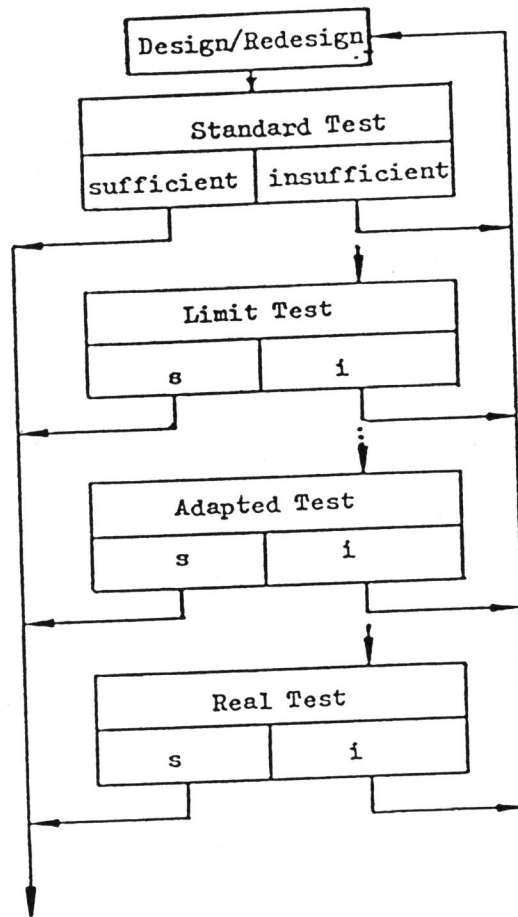 Design/Redesign
Standard Test
sufficient insufficient
Limit Test
s i
Adapted Test
s i
Real Test
s i